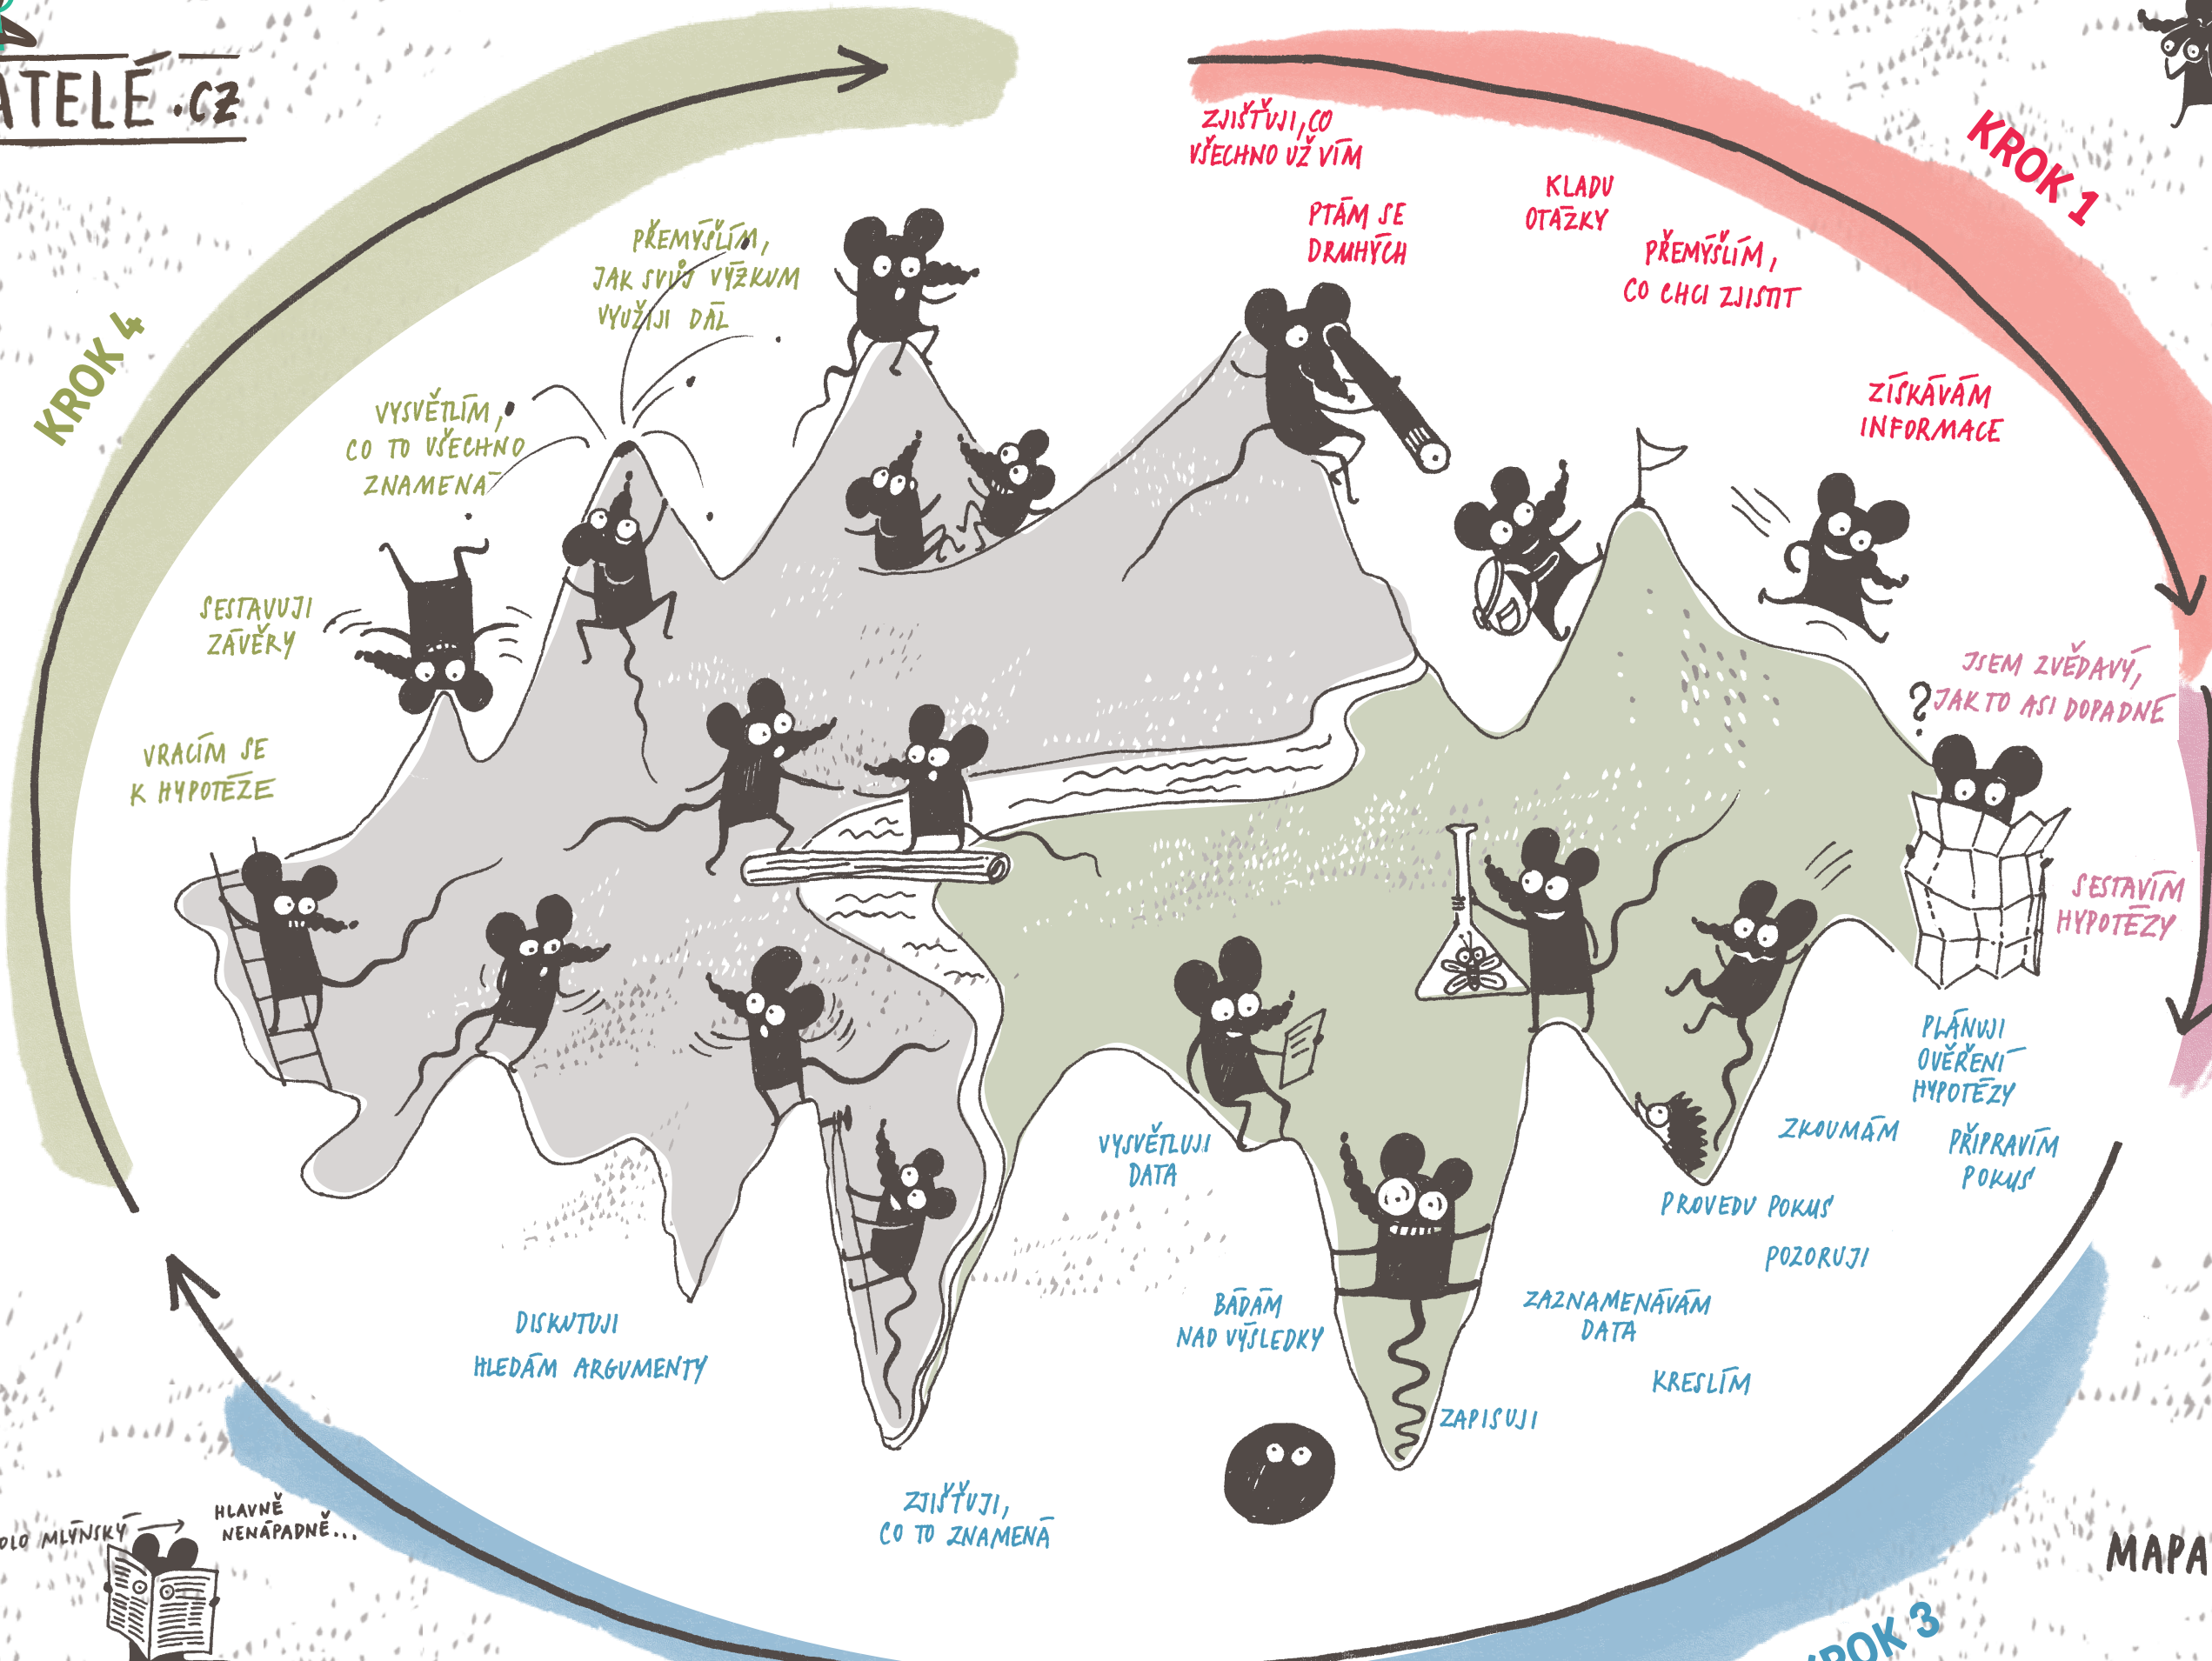 ATELÉ.CZ
KROK 1
ZJIŠŤUJI, CO
VŠECHNO UŽ VÍM
PTÁM SE
DRUHÝCH
KLADU
OTÁZKY
PŘEMÝŠLÍM,
CO CHCI ZJISTIT
ZÍSKÁVÁM
INFORMACE
JSEM ZVĚDAVÝ,
JAK TO ASI DOPADNE
?
SESTAVÍM
HYPOTÉZY
PLÁNUJI
OVĚŘENÍ
HYPOTÉZY
ZKOUMÁM
PŘIPRAVÍM
POKUS
PROVEDU POKUS
POZORUJI
ZAZNAMENÁVÁM
DATA
KRESLÍM
ZAPISUJI
VYSVĚTLUJI
DATA
BÁDÁM
NAD VÝSLEDKY
ZJIŠŤUJI,
CO TO ZNAMENÁ
DISKUTUJI
HLEDÁM ARGUMENTY
KROK 3
KROK 4
VRACÍM SE
K HYPOTÉZE
SESTAVUJI
ZÁVĚRY
VYSVĚTLÍM,
CO TO VŠECHNO
ZNAMENÁ
PŘEMÝŠLÍM,
JAK SVŮJ VÝZKUM
VYUŽIJI DÁL
OLO MLÝNSKÝ
HLAVNĚ
NENÁPADNĚ...
MAPA